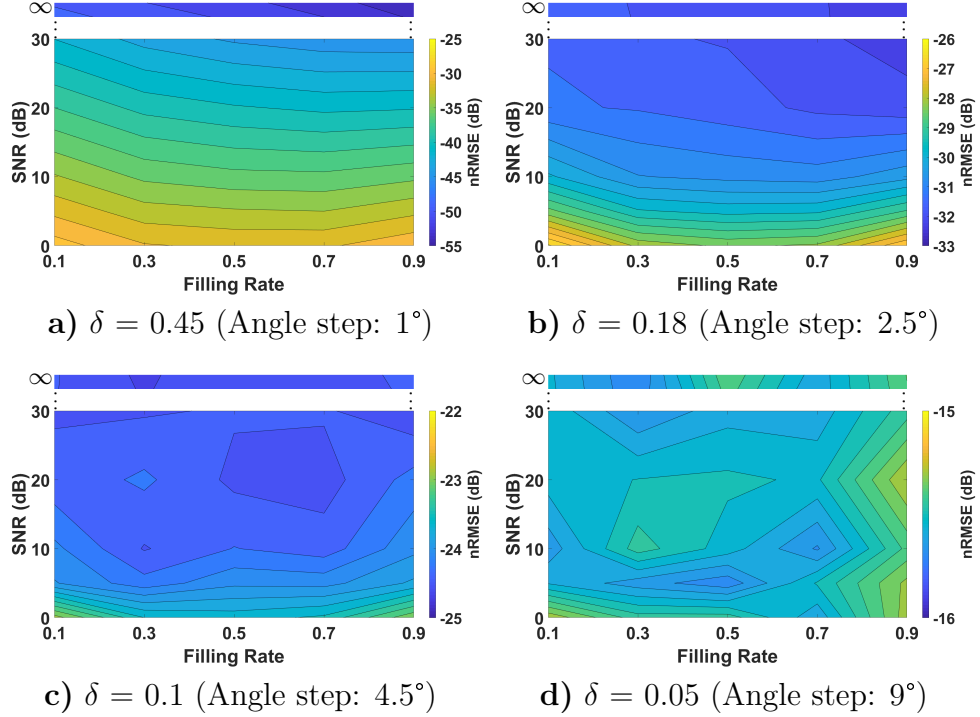 ∞
30
20
10
0
SNR (dB)
0.1 0.3 0.5 0.7 0.9
Filling Rate
-25
-30
-35
-40
-45
-50
-55
nRMSE (dB)
a) δ = 0.45 (Angle step: 1°)
∞
30
20
10
0
SNR (dB)
0.1 0.3 0.5 0.7 0.9
Filling Rate
-26
-27
-28
-29
-30
-31
-32
-33
nRMSE (dB)
b) δ = 0.18 (Angle step: 2.5°)
∞
30
20
10
0
SNR (dB)
0.1 0.3 0.5 0.7 0.9
Filling Rate
-22
-23
-24
-25
nRMSE (dB)
c) δ = 0.1 (Angle step: 4.5°)
∞
30
20
10
0
SNR (dB)
0.1 0.3 0.5 0.7 0.9
Filling Rate
-15
-16
nRMSE (dB)
d) δ = 0.05 (Angle step: 9°)